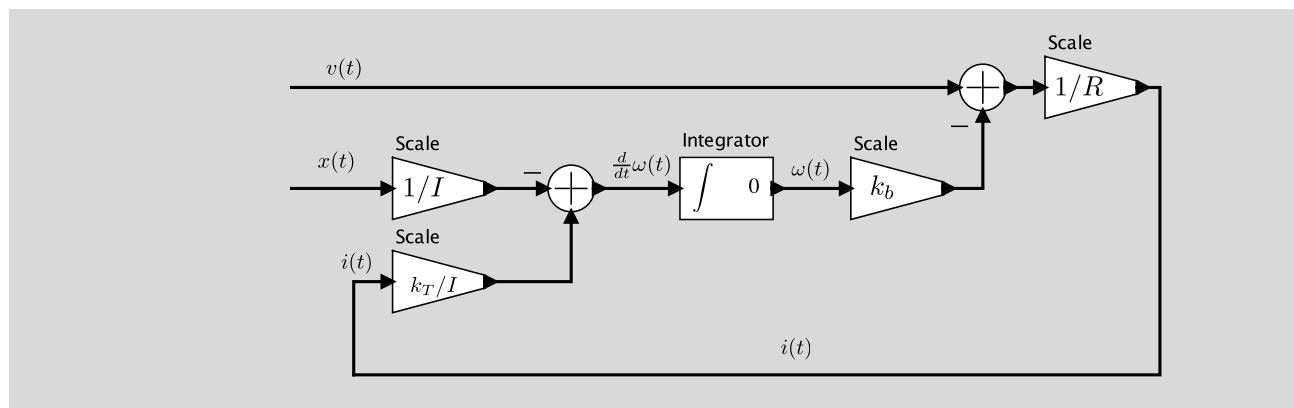 Scale
v(t)
1/R
−
Scale
Integrator
Scale
x(t)
1/I
−
d/dt ω(t)
∫ 0
ω(t)
k_b
Scale
i(t)
k_T/I
i(t)